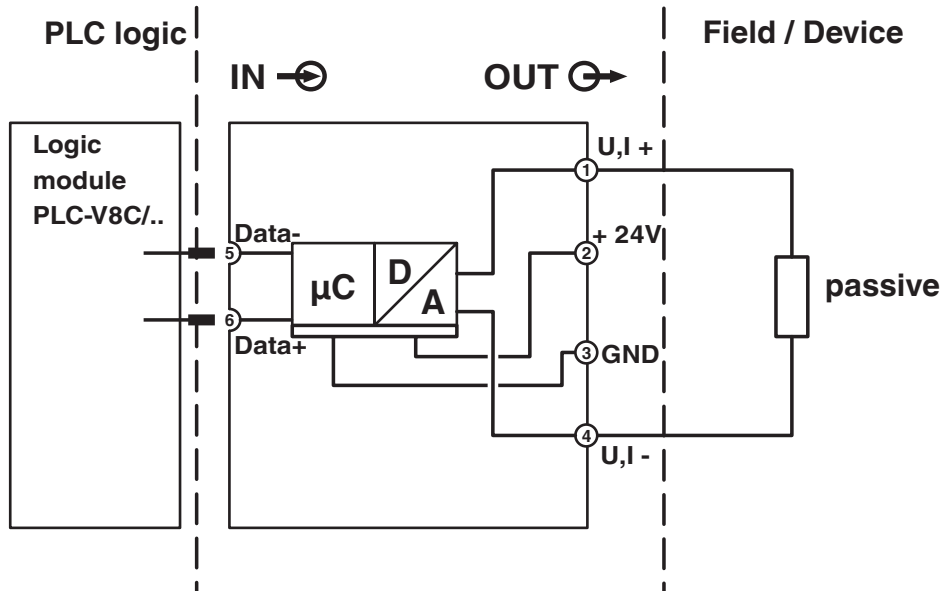 PLC logic
Field / Device
IN
OUT
Logic
module
PLC-V8C/..
U,I +
1
Data-
+ 24V
5
2
µC
D
A
passive
6
Data+
3
GND
4
U,I -